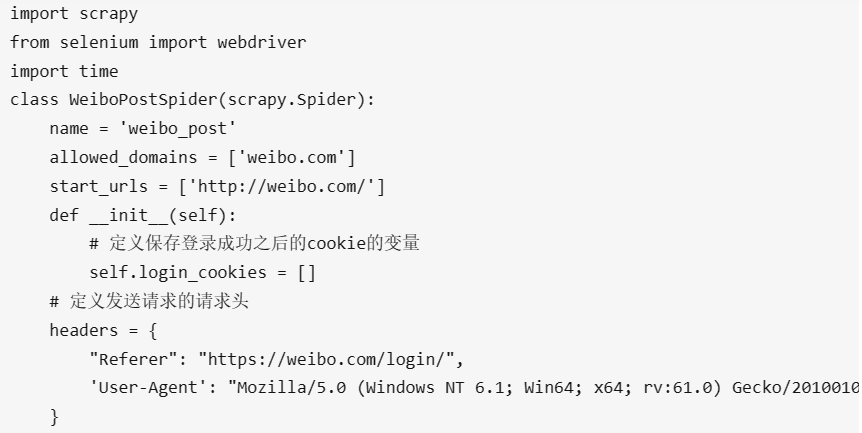 import scrapy
from selenium import webdriver
import time
class WeiboPostSpider(scrapy.Spider):
    name = 'weibo_post'
    allowed_domains = ['weibo.com']
    start_urls = ['http://weibo.com/']
    def __init__(self):
        # 定义保存登录成功之后的cookie的变量
        self.login_cookies = []
    # 定义发送请求的请求头
    headers = {
        "Referer": "https://weibo.com/login/",
        'User-Agent': "Mozilla/5.0 (Windows NT 6.1; Win64; x64; rv:61.0) Gecko/2010010
    }